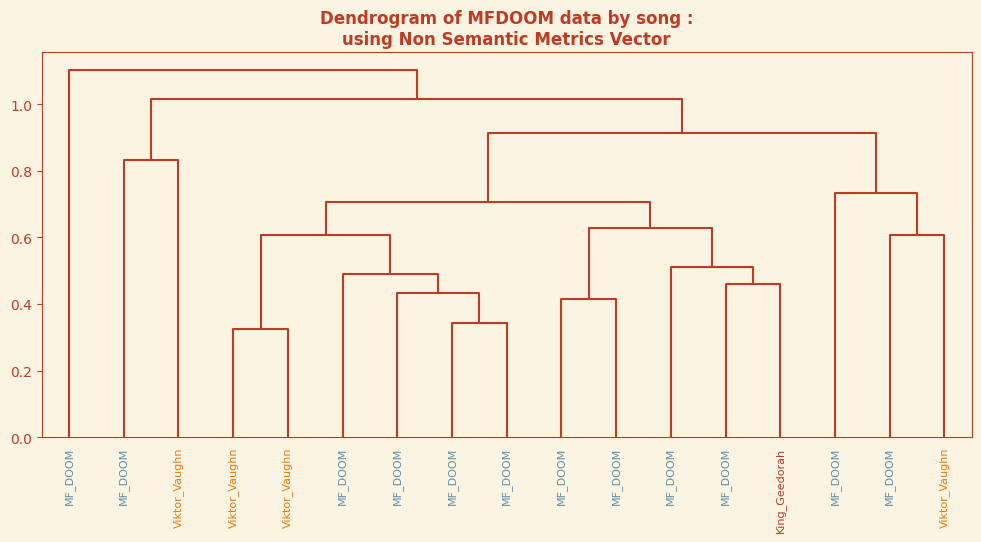 Dendrogram of MFDOOM data by song :
using Non Semantic Metrics Vector
1.0
0.8
0.6
0.4
0.2
0.0
MF_DOOM
MF_DOOM
Viktor_Vaughn
Viktor_Vaughn
Viktor_Vaughn
MF_DOOM
MF_DOOM
MF_DOOM
MF_DOOM
MF_DOOM
MF_DOOM
MF_DOOM
MF_DOOM
King_Geedorah
MF_DOOM
MF_DOOM
Viktor_Vaughn